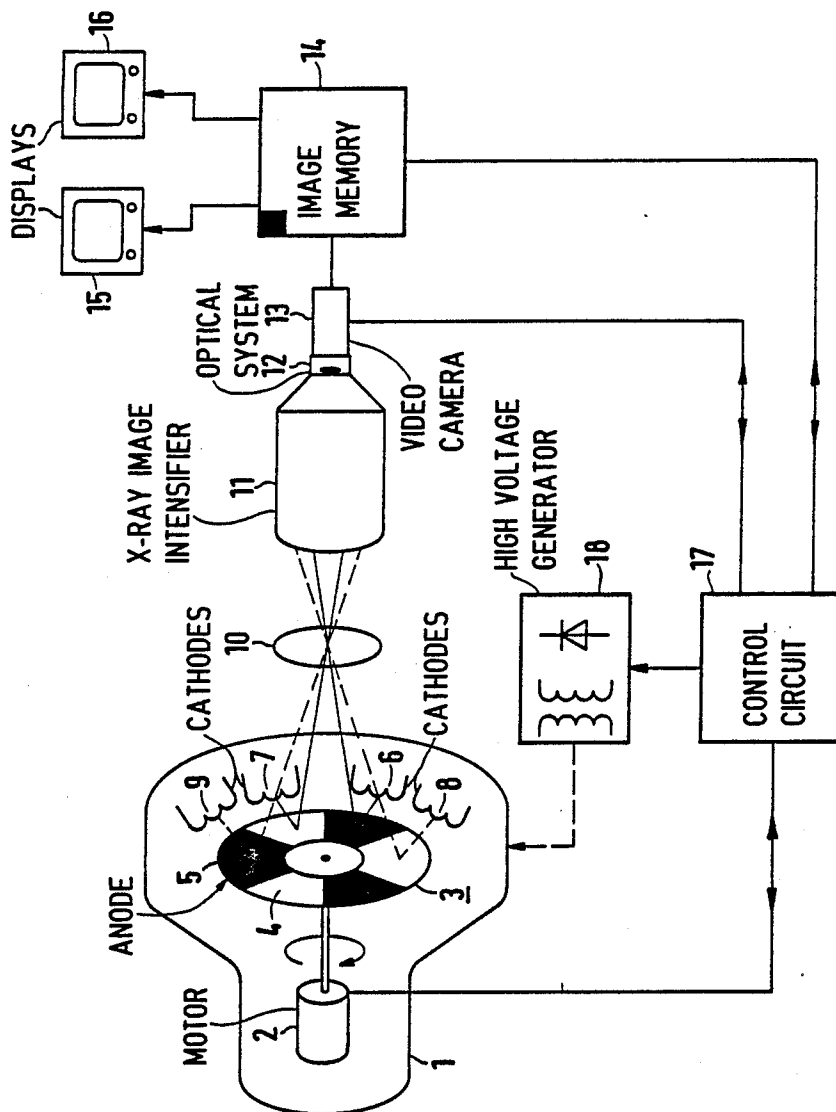 DISPLAYS
16
15
14
IMAGE
MEMORY
OPTICAL
SYSTEM
12
13
VIDEO
CAMERA
X-RAY IMAGE
INTENSIFIER
11
10
HIGH VOLTAGE
GENERATOR
18
17
CONTROL
CIRCUIT
CATHODES
9
7
CATHODES
6
8
ANODE
5
4
3
MOTOR
2
1